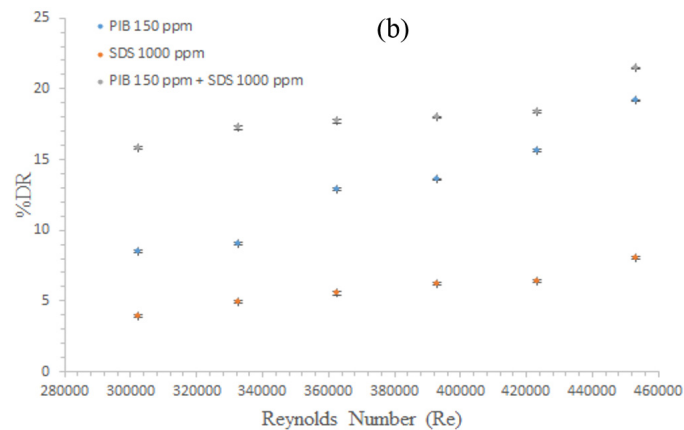 (b)
PIB 150 ppm
SDS 1000 ppm
PIB 150 ppm + SDS 1000 ppm
%DR
25
20
15
10
5
0
280000 300000 320000 340000 360000 380000 400000 420000 440000 460000
Reynolds Number (Re)